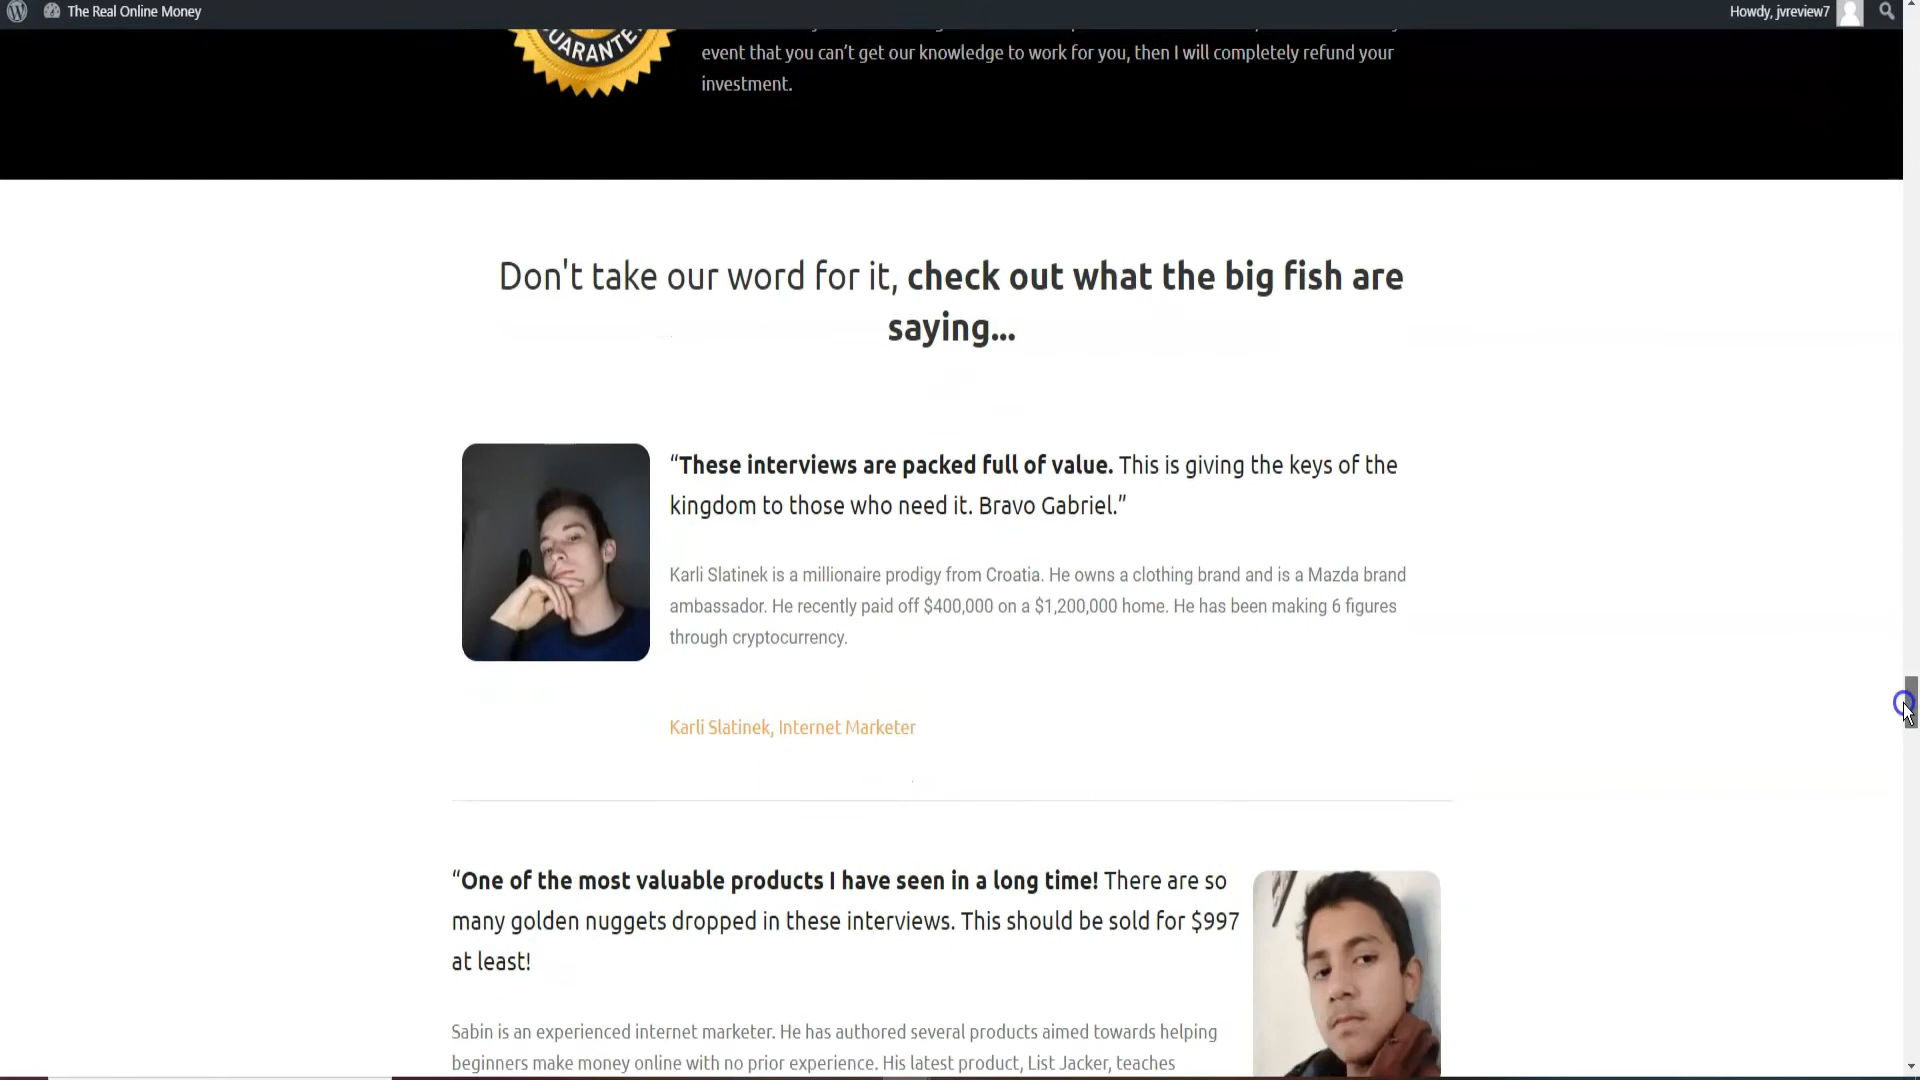 The Real Online Money
Howdy, jvreview7
GUARANTEE
event that you can’t get our knowledge to work for you, then I will completely refund your
investment.
Don't take our word for it, check out what the big fish are
saying...
“These interviews are packed full of value. This is giving the keys of the
kingdom to those who need it. Bravo Gabriel.”
Karli Slatinek is a millionaire prodigy from Croatia. He owns a clothing brand and is a Mazda brand
ambassador. He recently paid off $400,000 on a $1,200,000 home. He has been making 6 figures
through cryptocurrency.
Karli Slatinek, Internet Marketer
“One of the most valuable products I have seen in a long time! There are so
many golden nuggets dropped in these interviews. This should be sold for $997
at least!
Sabin is an experienced internet marketer. He has authored several products aimed towards helping
beginners make money online with no prior experience. His latest product, List Jacker, teaches